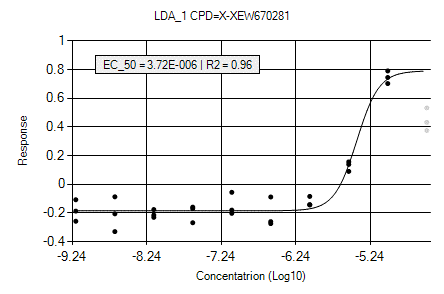 LDA_1 CPD=X-XEW670281
EC_50 = 3.72E-006 | R2 = 0.96
1
0.8
0.6
0.4
0.2
0
-0.2
-0.4
Response
-9.24 -8.24 -7.24 -6.24 -5.24
Concentatrion (Log10)